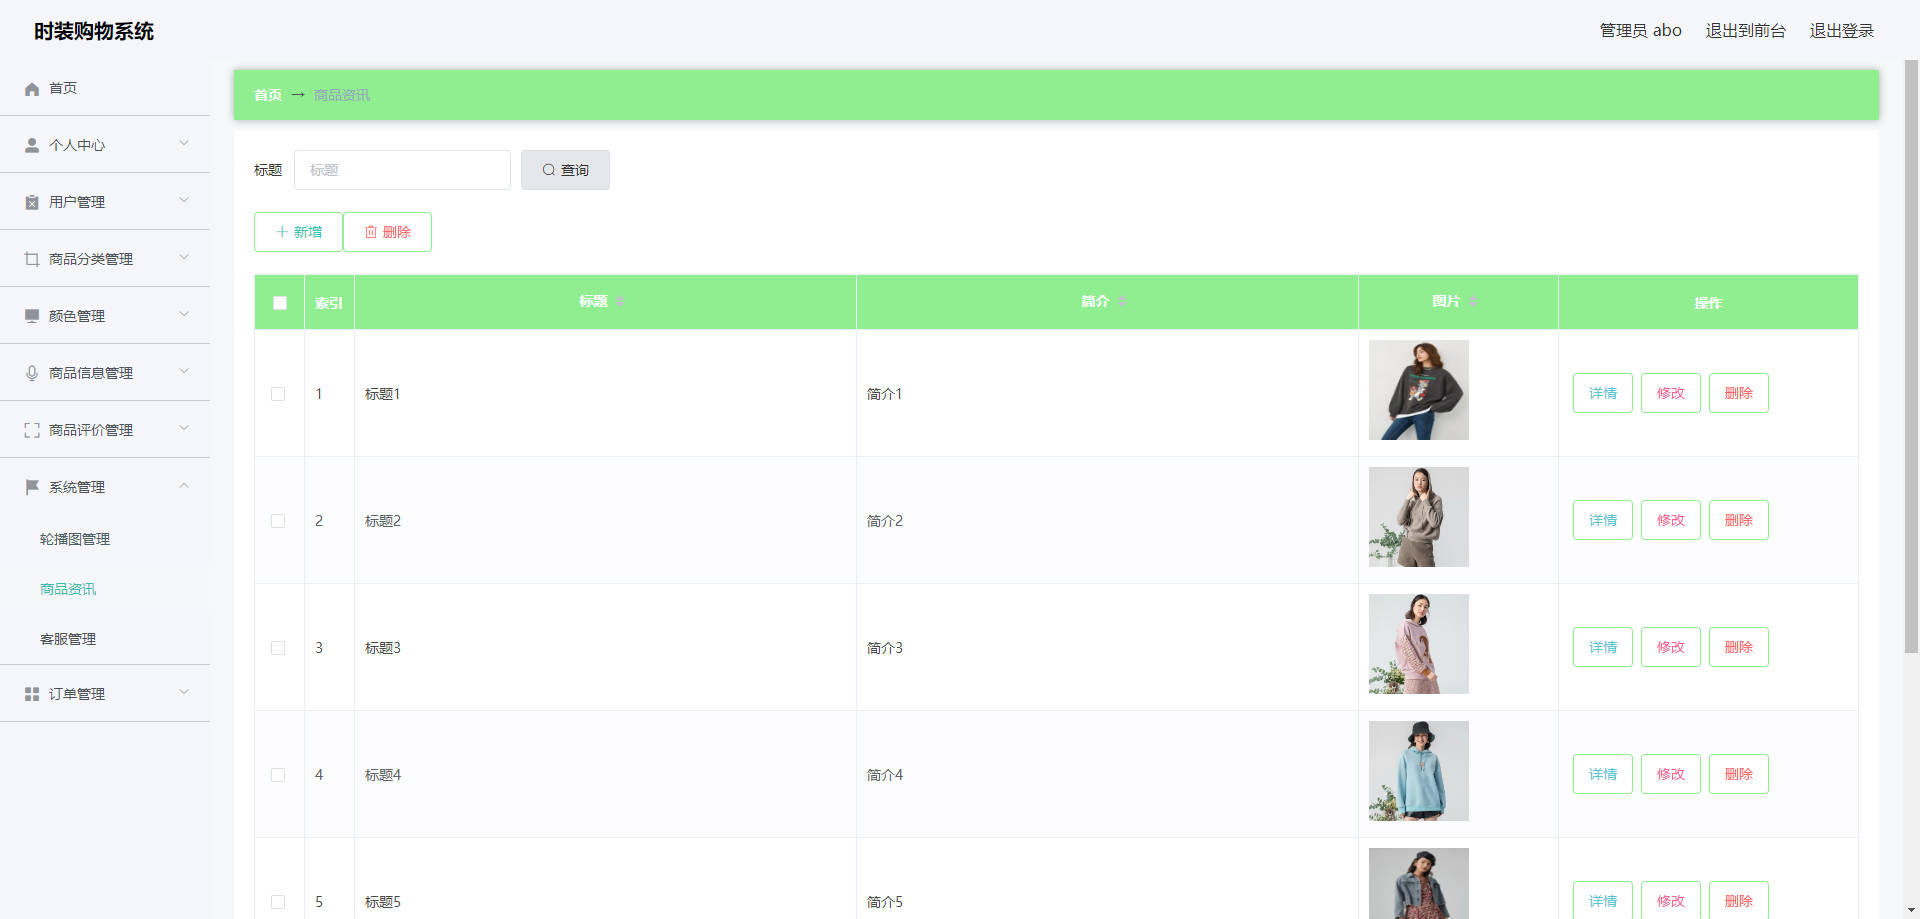 时装购物系统
管理员 abo 退出到前台 退出登录
首页
个人中心
用户管理
商品分类管理
颜色管理
商品信息管理
商品评价管理
系统管理
轮播图管理
商品资讯
客服管理
订单管理
首页 → 商品资讯
标题 标题 查询
新增 删除
索引 标题 简介 图片 操作
1 标题1 简介1 详情 修改 删除
2 标题2 简介2 详情 修改 删除
3 标题3 简介3 详情 修改 删除
4 标题4 简介4 详情 修改 删除
5 标题5 简介5 详情 修改 删除